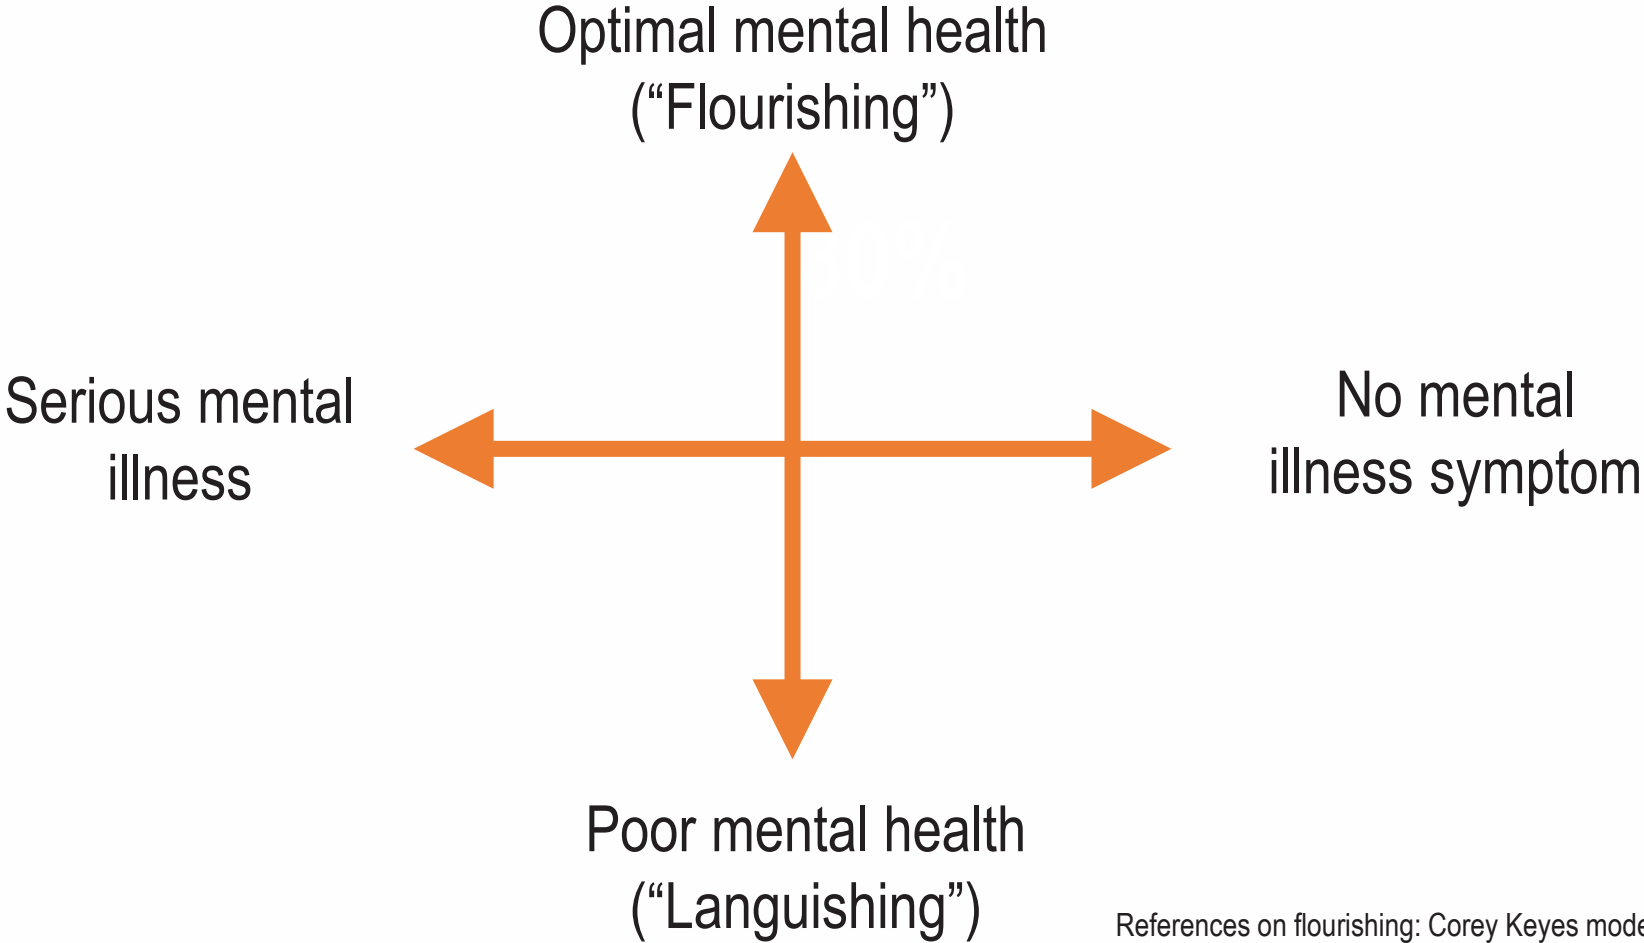 Optimal mental health
(“Flourishing”)
Serious mental
illness
No mental
illness symptom
Poor mental health
(“Languishing”)
References on flourishing: Corey Keyes